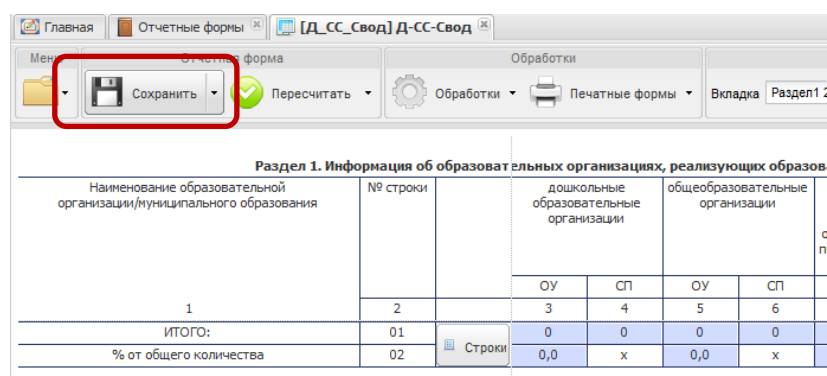 Главная Отчетные формы [Д_СС_Свод] Д-СС-Свод
Меню Отчетная форма Обработки
Сохранить Пересчитать Обработки Печатные формы Вкладка Раздел1
Раздел 1. Информация об образовательных организациях, реализующих
Наименование образовательной организации/муниципального образования № строки дошкольные образовательные организации общеобразовательные организации
ОУ СП ОУ СП
1 2 3 4 5 6
ИТОГО: 01 Строки 0 0 0 0
% от общего количества 02 0,0 x 0,0 x